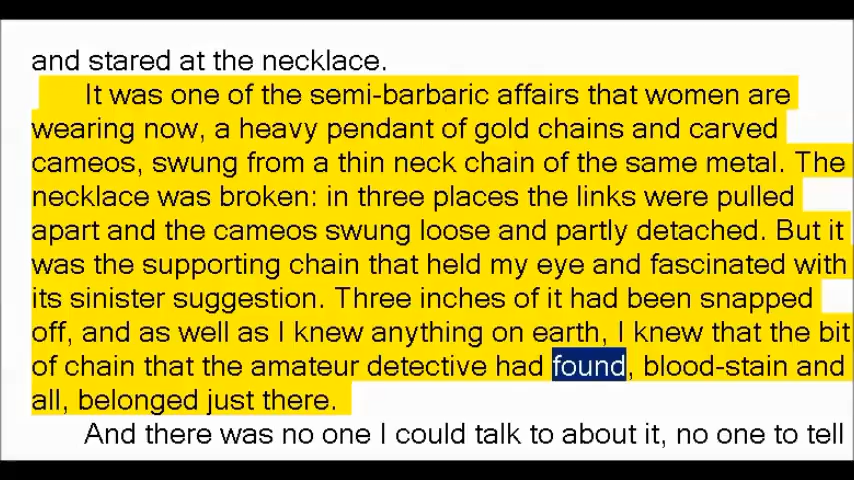 and stared at the necklace.
It was one of the semi-barbaric affairs that women are
wearing now, a heavy pendant of gold chains and carved
cameos, swung from a thin neck chain of the same metal. The
necklace was broken: in three places the links were pulled
apart and the cameos swung loose and partly detached. But it
was the supporting chain that held my eye and fascinated with
its sinister suggestion. Three inches of it had been snapped
off, and as well as I knew anything on earth, I knew that the bit
of chain that the amateur detective had found, blood-stain and
all, belonged just there.
And there was no one I could talk to about it, no one to tell